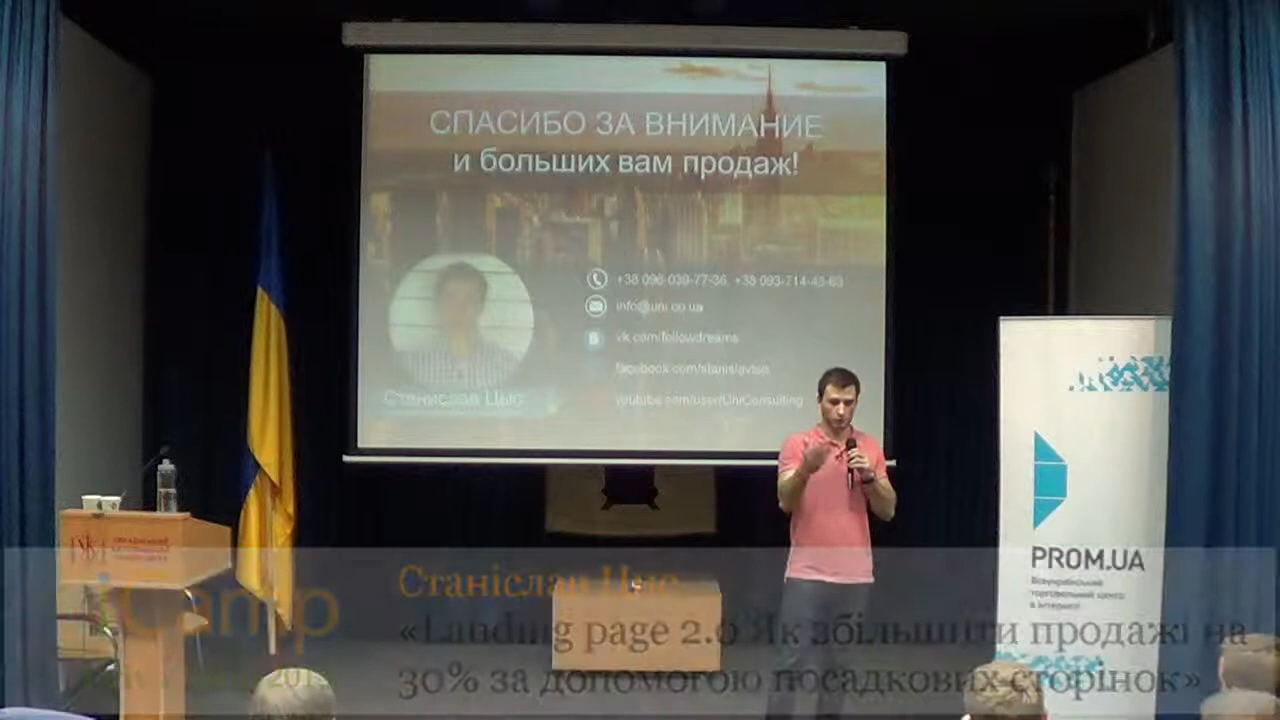 СПАСИБО ЗА ВНИМАНИЕ
и больших вам продаж!
+38 096-039-77-36, +38 093-714-43-63
info@uni.co.ua
vk.com/followdreams
facebook.com/stanislavtsis
youtube.com/user/UniConsulting
Станислав Цыс
PROM.UA
Всеукраїнський
торговельний центр
в інтернеті
iCamp
Станіслав Цис
«Landing page 2.0 Як збільшити продажі на
30% за допомогою посадкових сторінок»